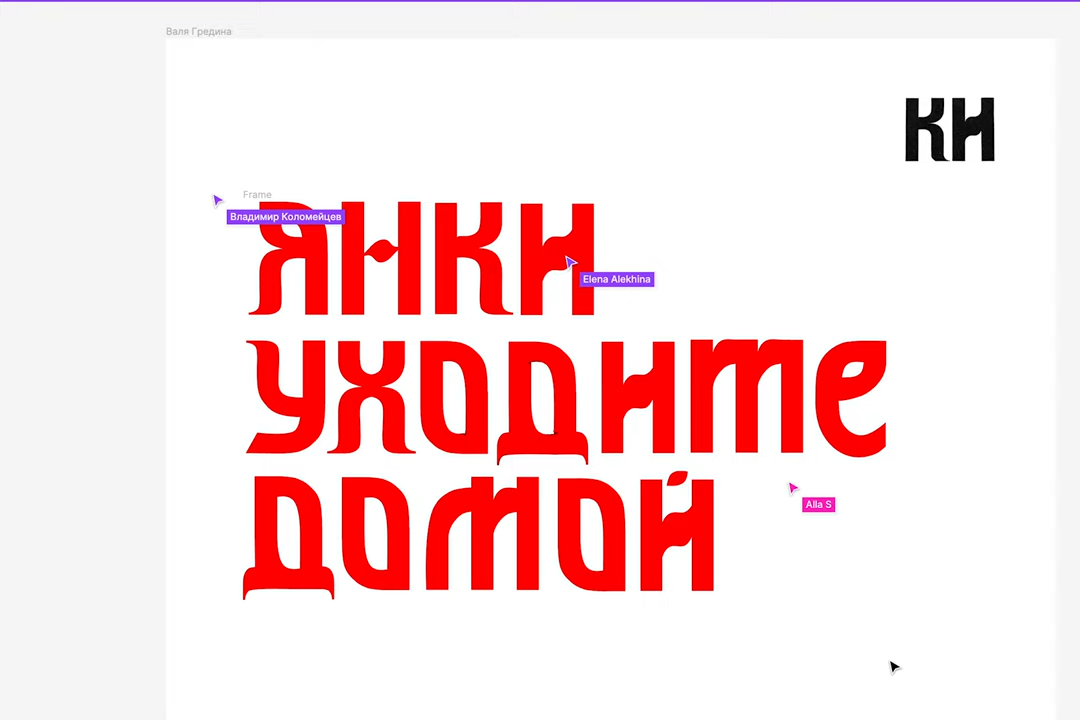 Валя Гредина
КИ
Frame
Владимир Коломейцев
ЯНКИ
Elena Alekhina
УХОДИТЕ
Alla S
ДОМОЙ